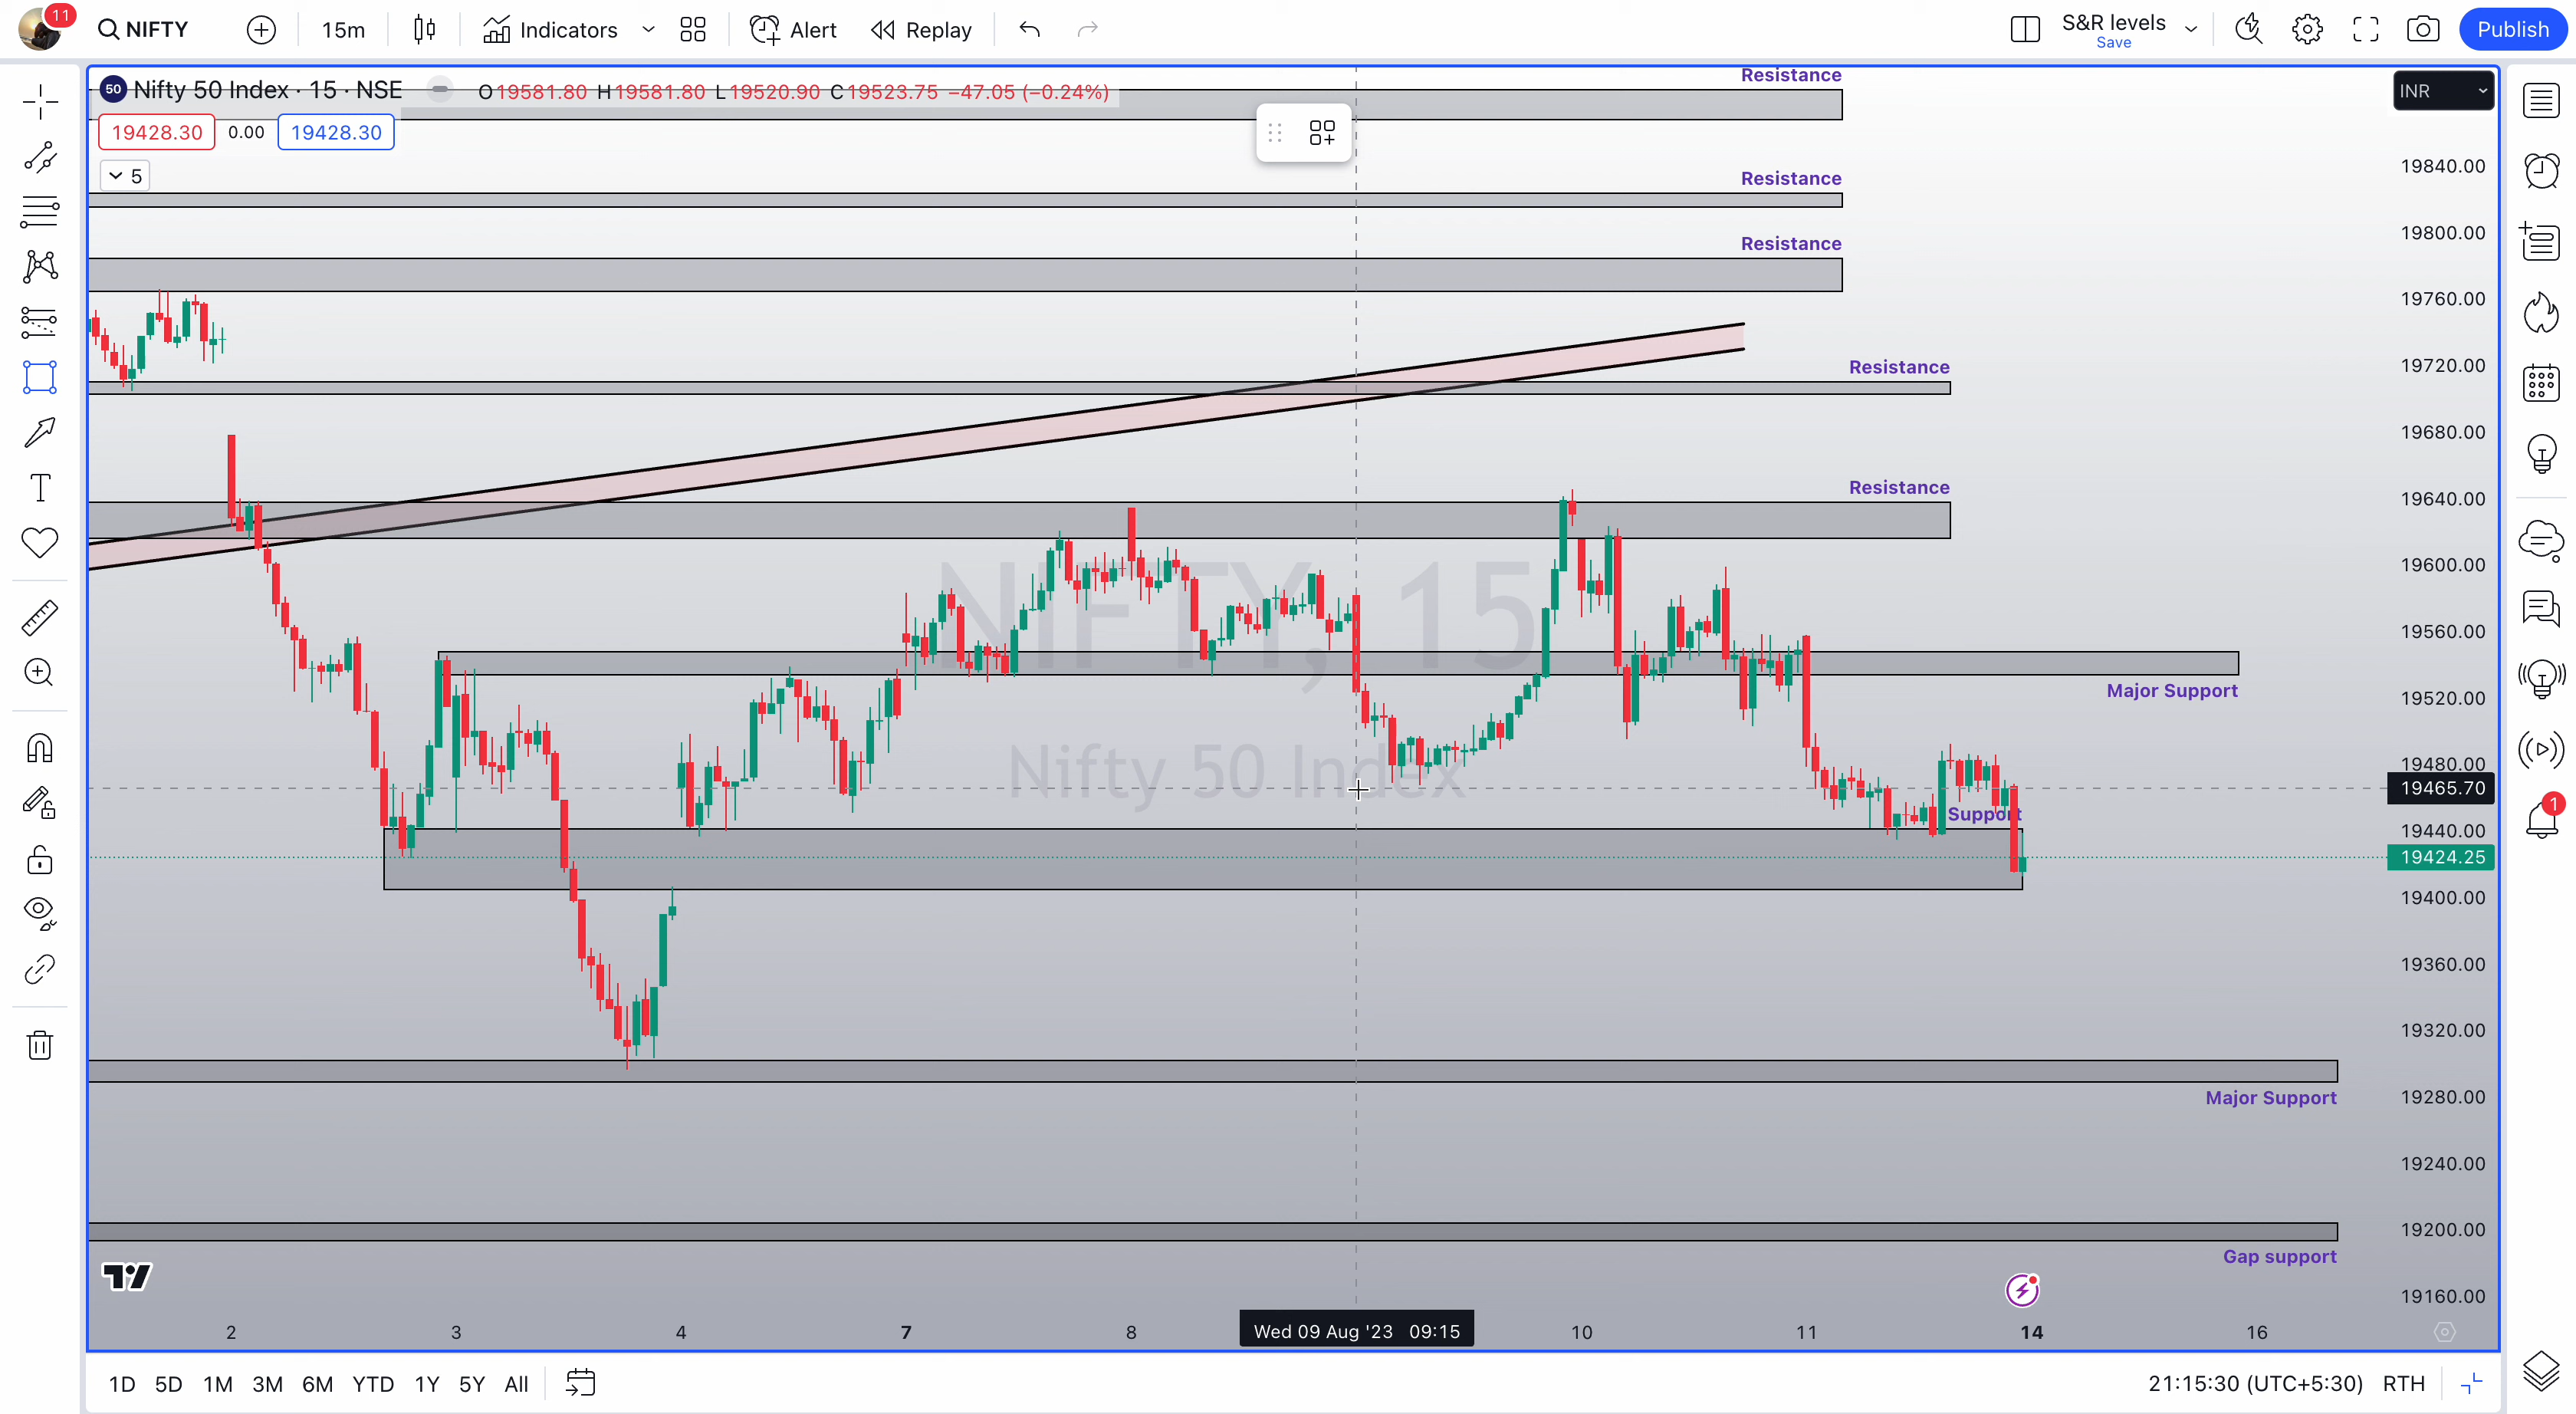 11
NIFTY
15m
Indicators
Alert
Replay
S&R levels
Save
Publish
50 Nifty 50 Index · 15 · NSE
O19581.80 H19581.80 L19520.90 C19523.75 −47.05 (−0.24%)
19428.30 0.00 19428.30
5
INR
Resistance
Resistance
Resistance
Resistance
Resistance
Major Support
Support
Major Support
Gap support
NIFTY, 15
Nifty 50 Index
19840.00
19800.00
19760.00
19720.00
19680.00
19640.00
19600.00
19560.00
19520.00
19480.00
19465.70
19440.00
19424.25
19400.00
19360.00
19320.00
19280.00
19240.00
19200.00
19160.00
1
2 3 4 7 8 Wed 09 Aug '23 09:15 10 11 14 16
1D 5D 1M 3M 6M YTD 1Y 5Y All
21:15:30 (UTC+5:30) RTH